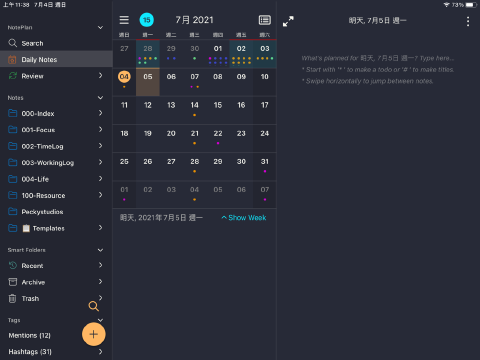 上午11:38 7月4日 週日
73%
NotePlan
Search
Daily Notes
Review
Notes
000-Index
001-Focus
002-TimeLog
003-WorkingLog
004-Life
100-Resource
Peckystudios
Templates
Smart Folders
Recent
Archive
Trash
Tags
Mentions (12)
Hashtags (31)
15
7月 2021
週日 週一 週二 週三 週四 週五 週六
27 28 29 30 01 02 03
04 05 06 07 08 09 10
11 12 13 14 15 16 17
18 19 20 21 22 23 24
25 26 27 28 29 30 31
01 02 03 04 05 06 07
明天, 2021年7月5日 週一
Show Week
明天, 7月5日 週一
What's planned for 明天, 7月5日 週一? Type here...
* Start with '*' to make a todo or '#' to make titles
* Swipe horizontally to jump between notes.